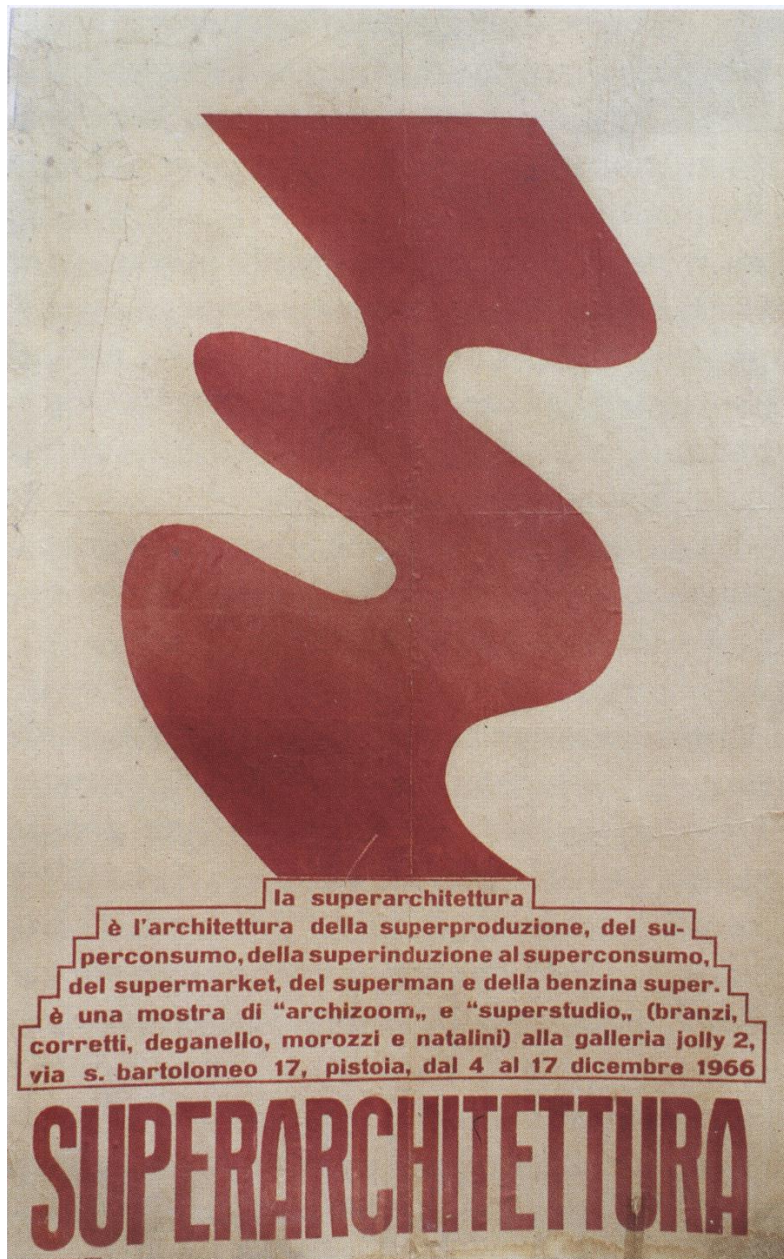 la superarchitettura
è l'architettura della superproduzione, del su-
perconsumo, della superinduzione al superconsumo,
del supermarket, del superman e della benzina super.
è una mostra di “archizoom„ e “superstudio„ (branzi,
corretti, deganello, morozzi e natalini) alla galleria jolly 2,
via s. bartolomeo 17, pistoia, dal 4 al 17 dicembre 1966
SUPERARCHITETTURA